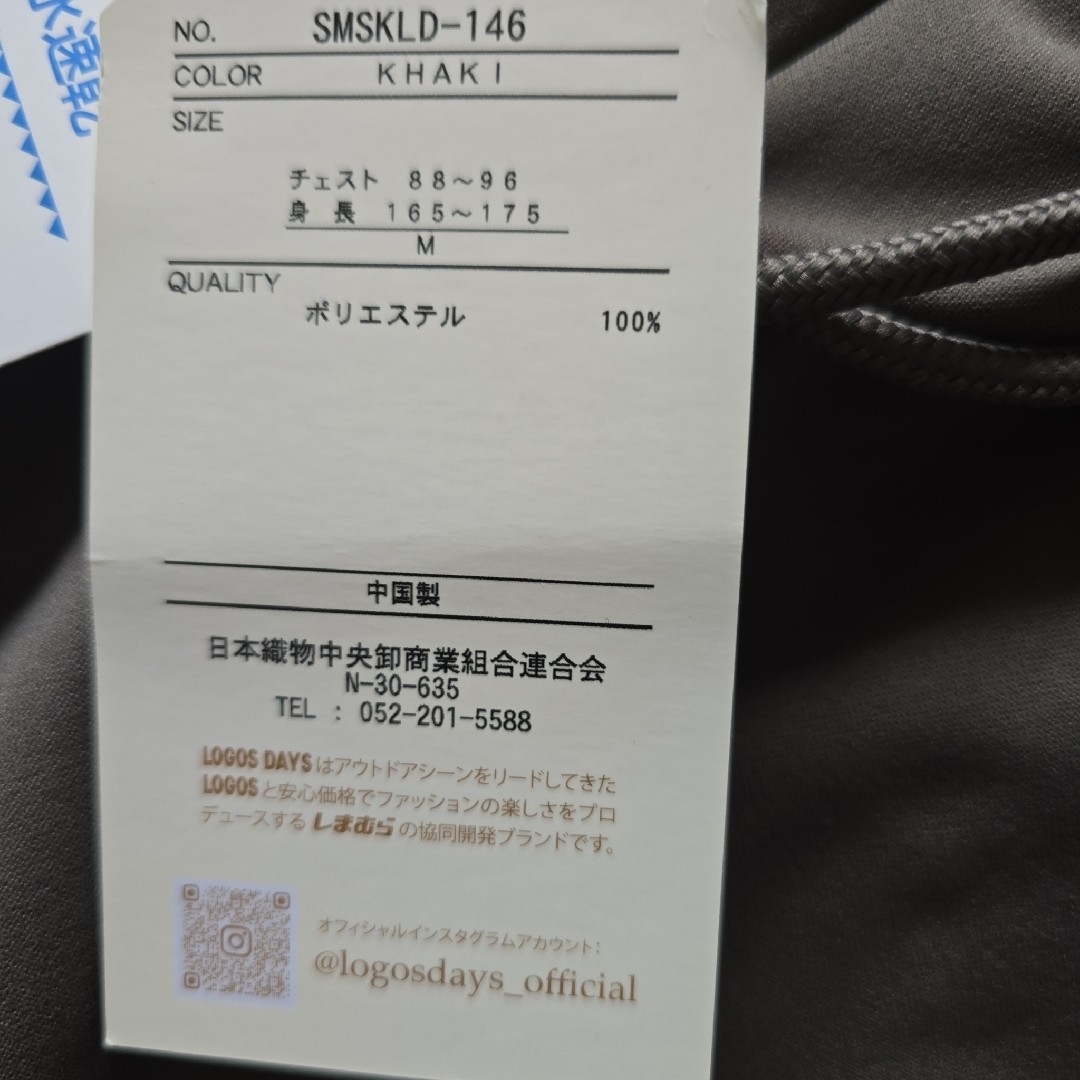 水速乾
NO. SMSKLD-146
COLOR KHAKI
SIZE
チェスト 88～96
身長 165～175
M
QUALITY
ポリエステル 100%
中国製
日本織物中央卸商業組合連合会
N-30-635
TEL : 052-201-5588
LOGOS DAYSはアウトドアシーンをリードしてきた
LOGOSと安心価格でファッションの楽しさをプロ
デュースするしまむらの協同開発ブランドです。
オフィシャルインスタグラムアカウント:
@logosdays_official